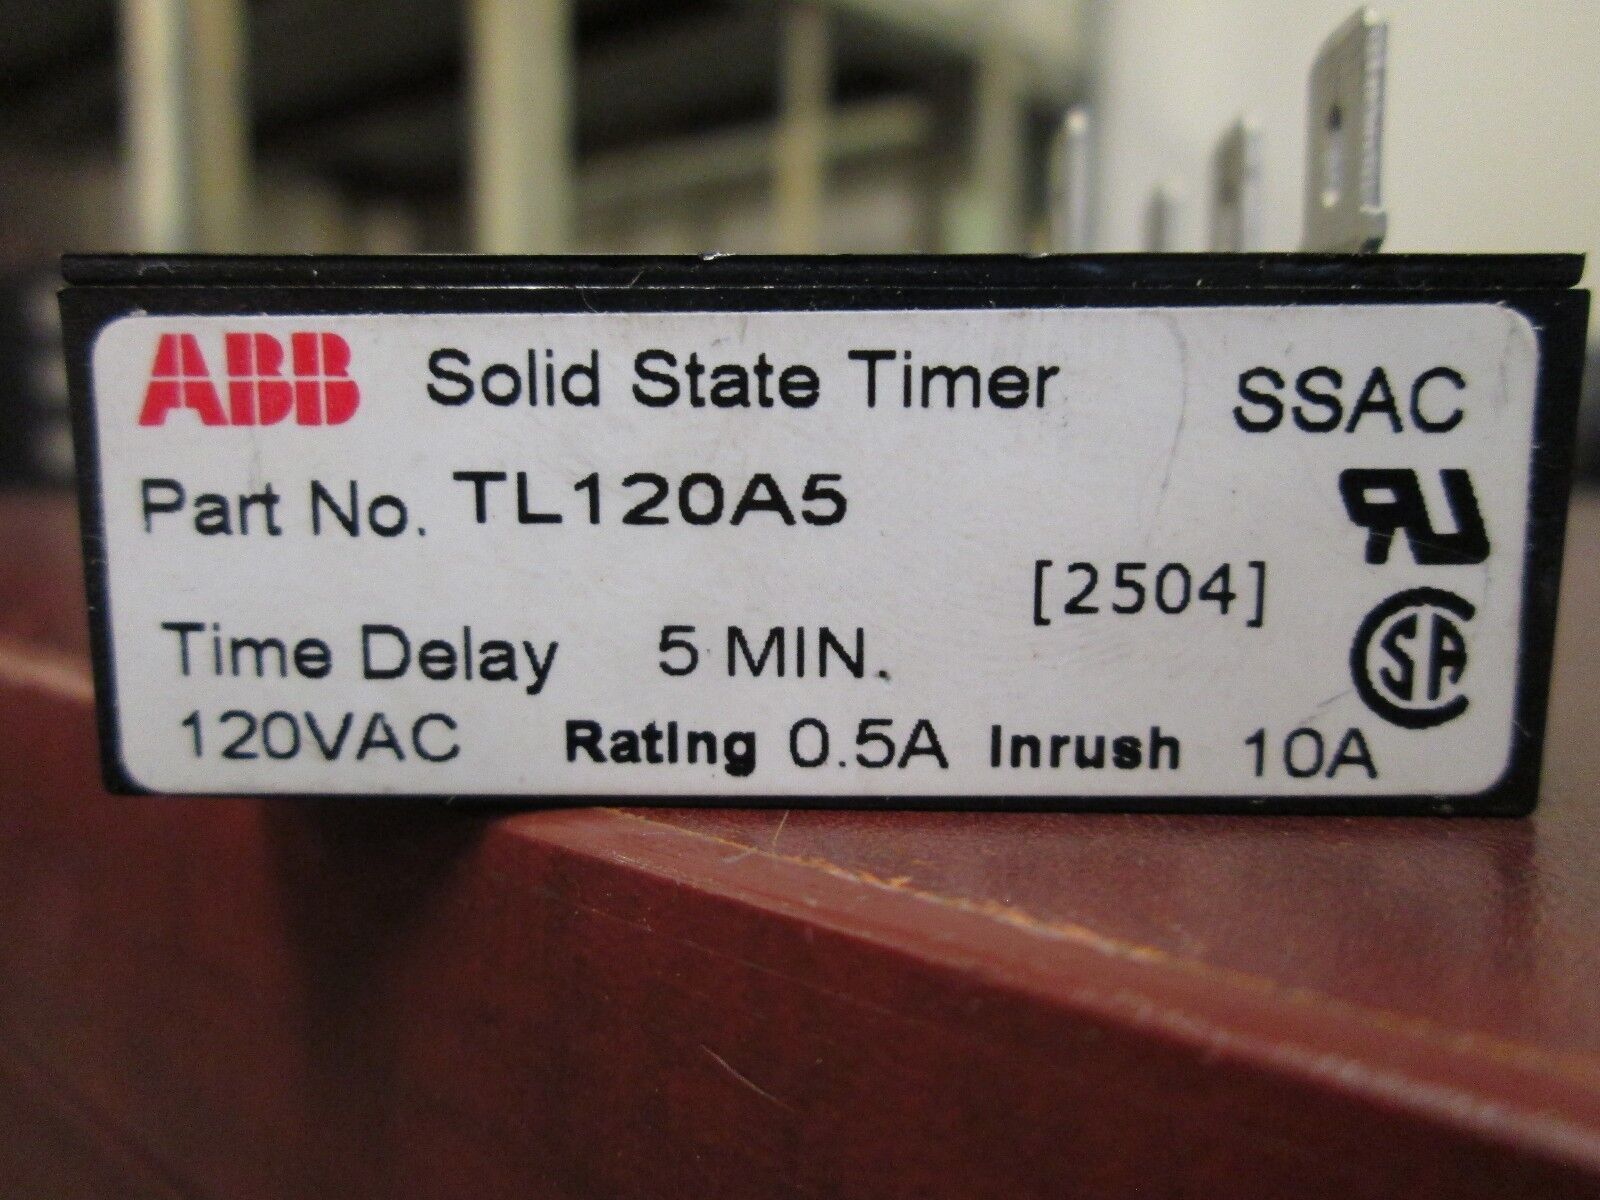 ABB Solid State Timer SSAC
Part No. TL120A5
[2504]
Time Delay 5 MIN.
120VAC Rating 0.5A Inrush 10A